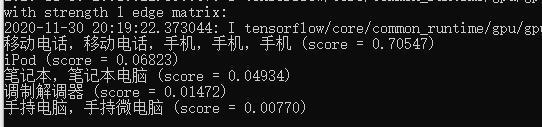 with strength 1 edge matrix:
2020-11-30 20:19:22.373044: I tensorflow/core/common_runtime/gpu/gp
移动电话, 移动电话, 手机, 手机, 手机 (score = 0.70547)
iPod (score = 0.06823)
笔记本, 笔记本电脑 (score = 0.04934)
调制解调器 (score = 0.01472)
手持电脑, 手持微电脑 (score = 0.00770)